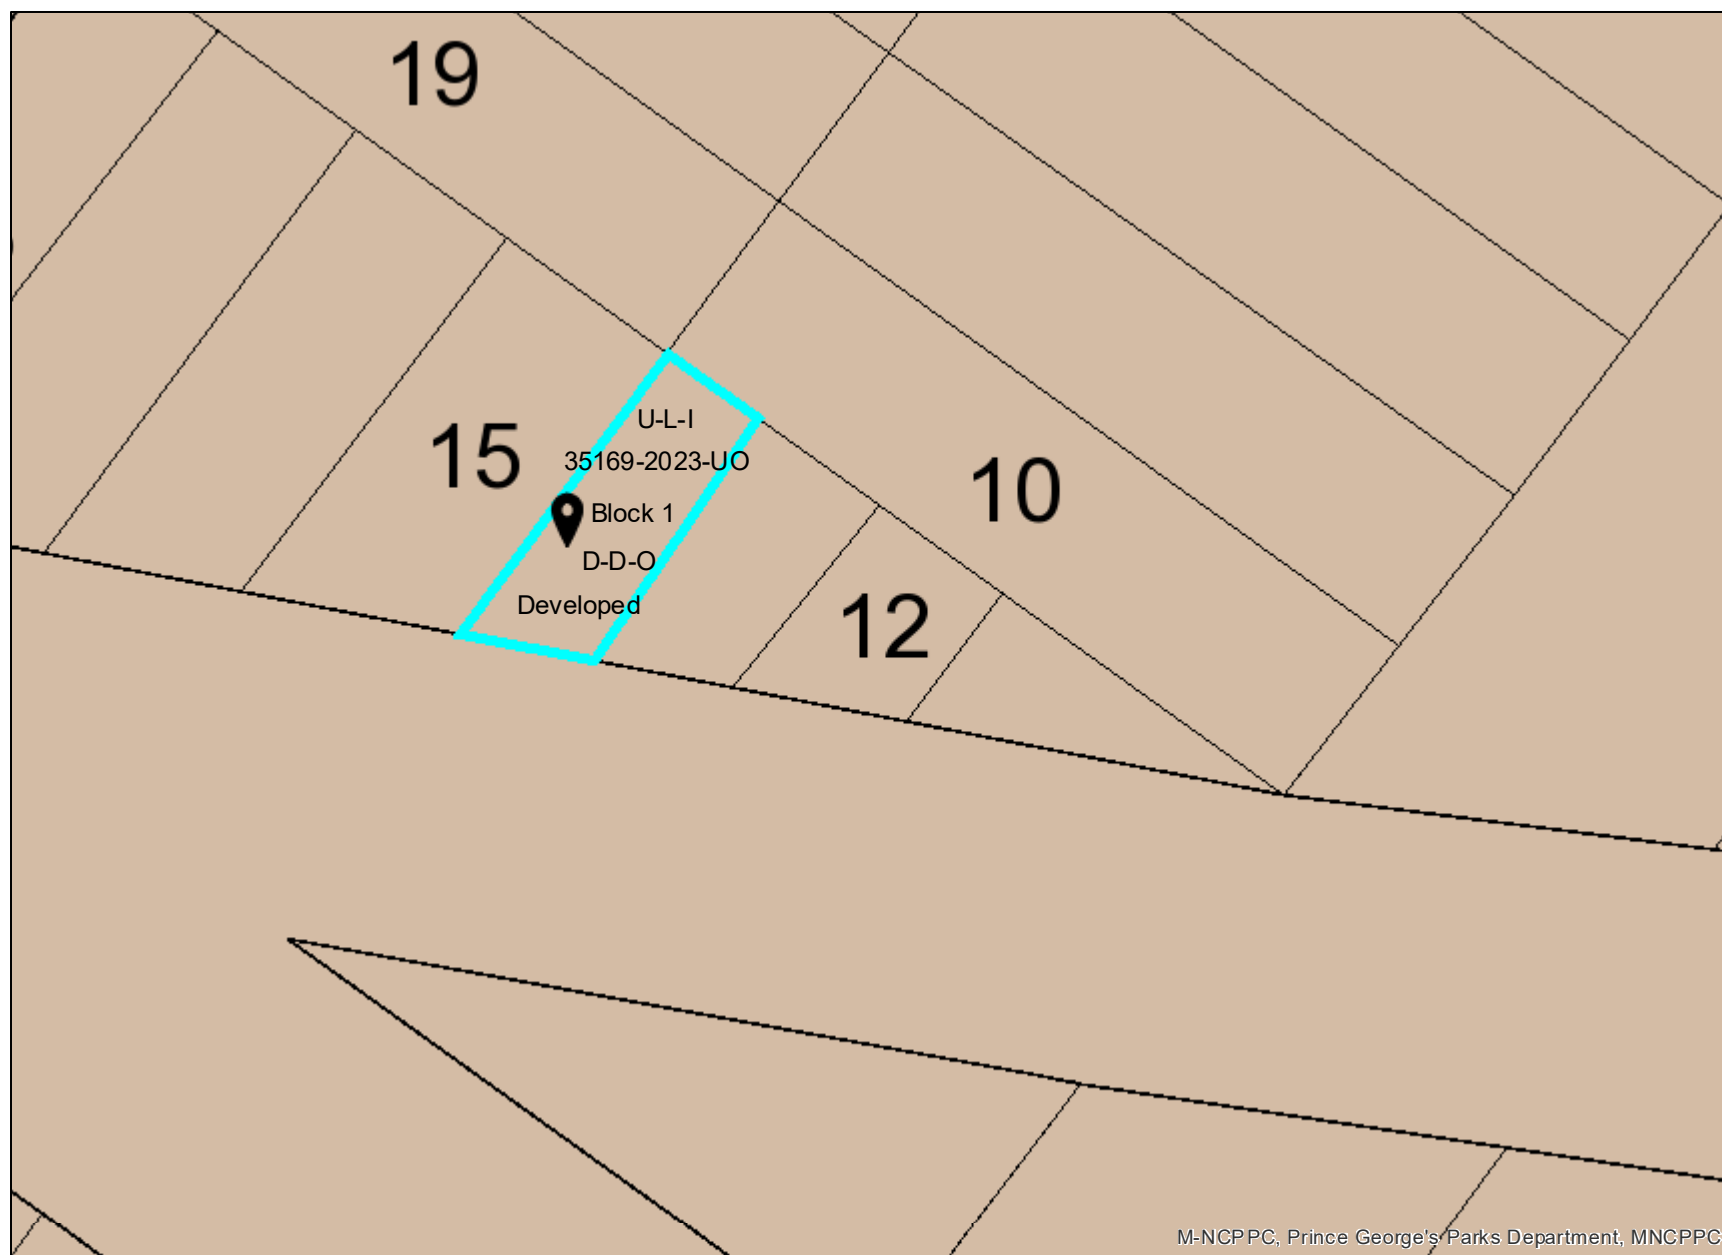 19
U-L-I
15
35169-2023-UO
10
Block 1
D-D-O
Developed
12
M-NCPPC, Prince George's Parks Department, MNCPPC